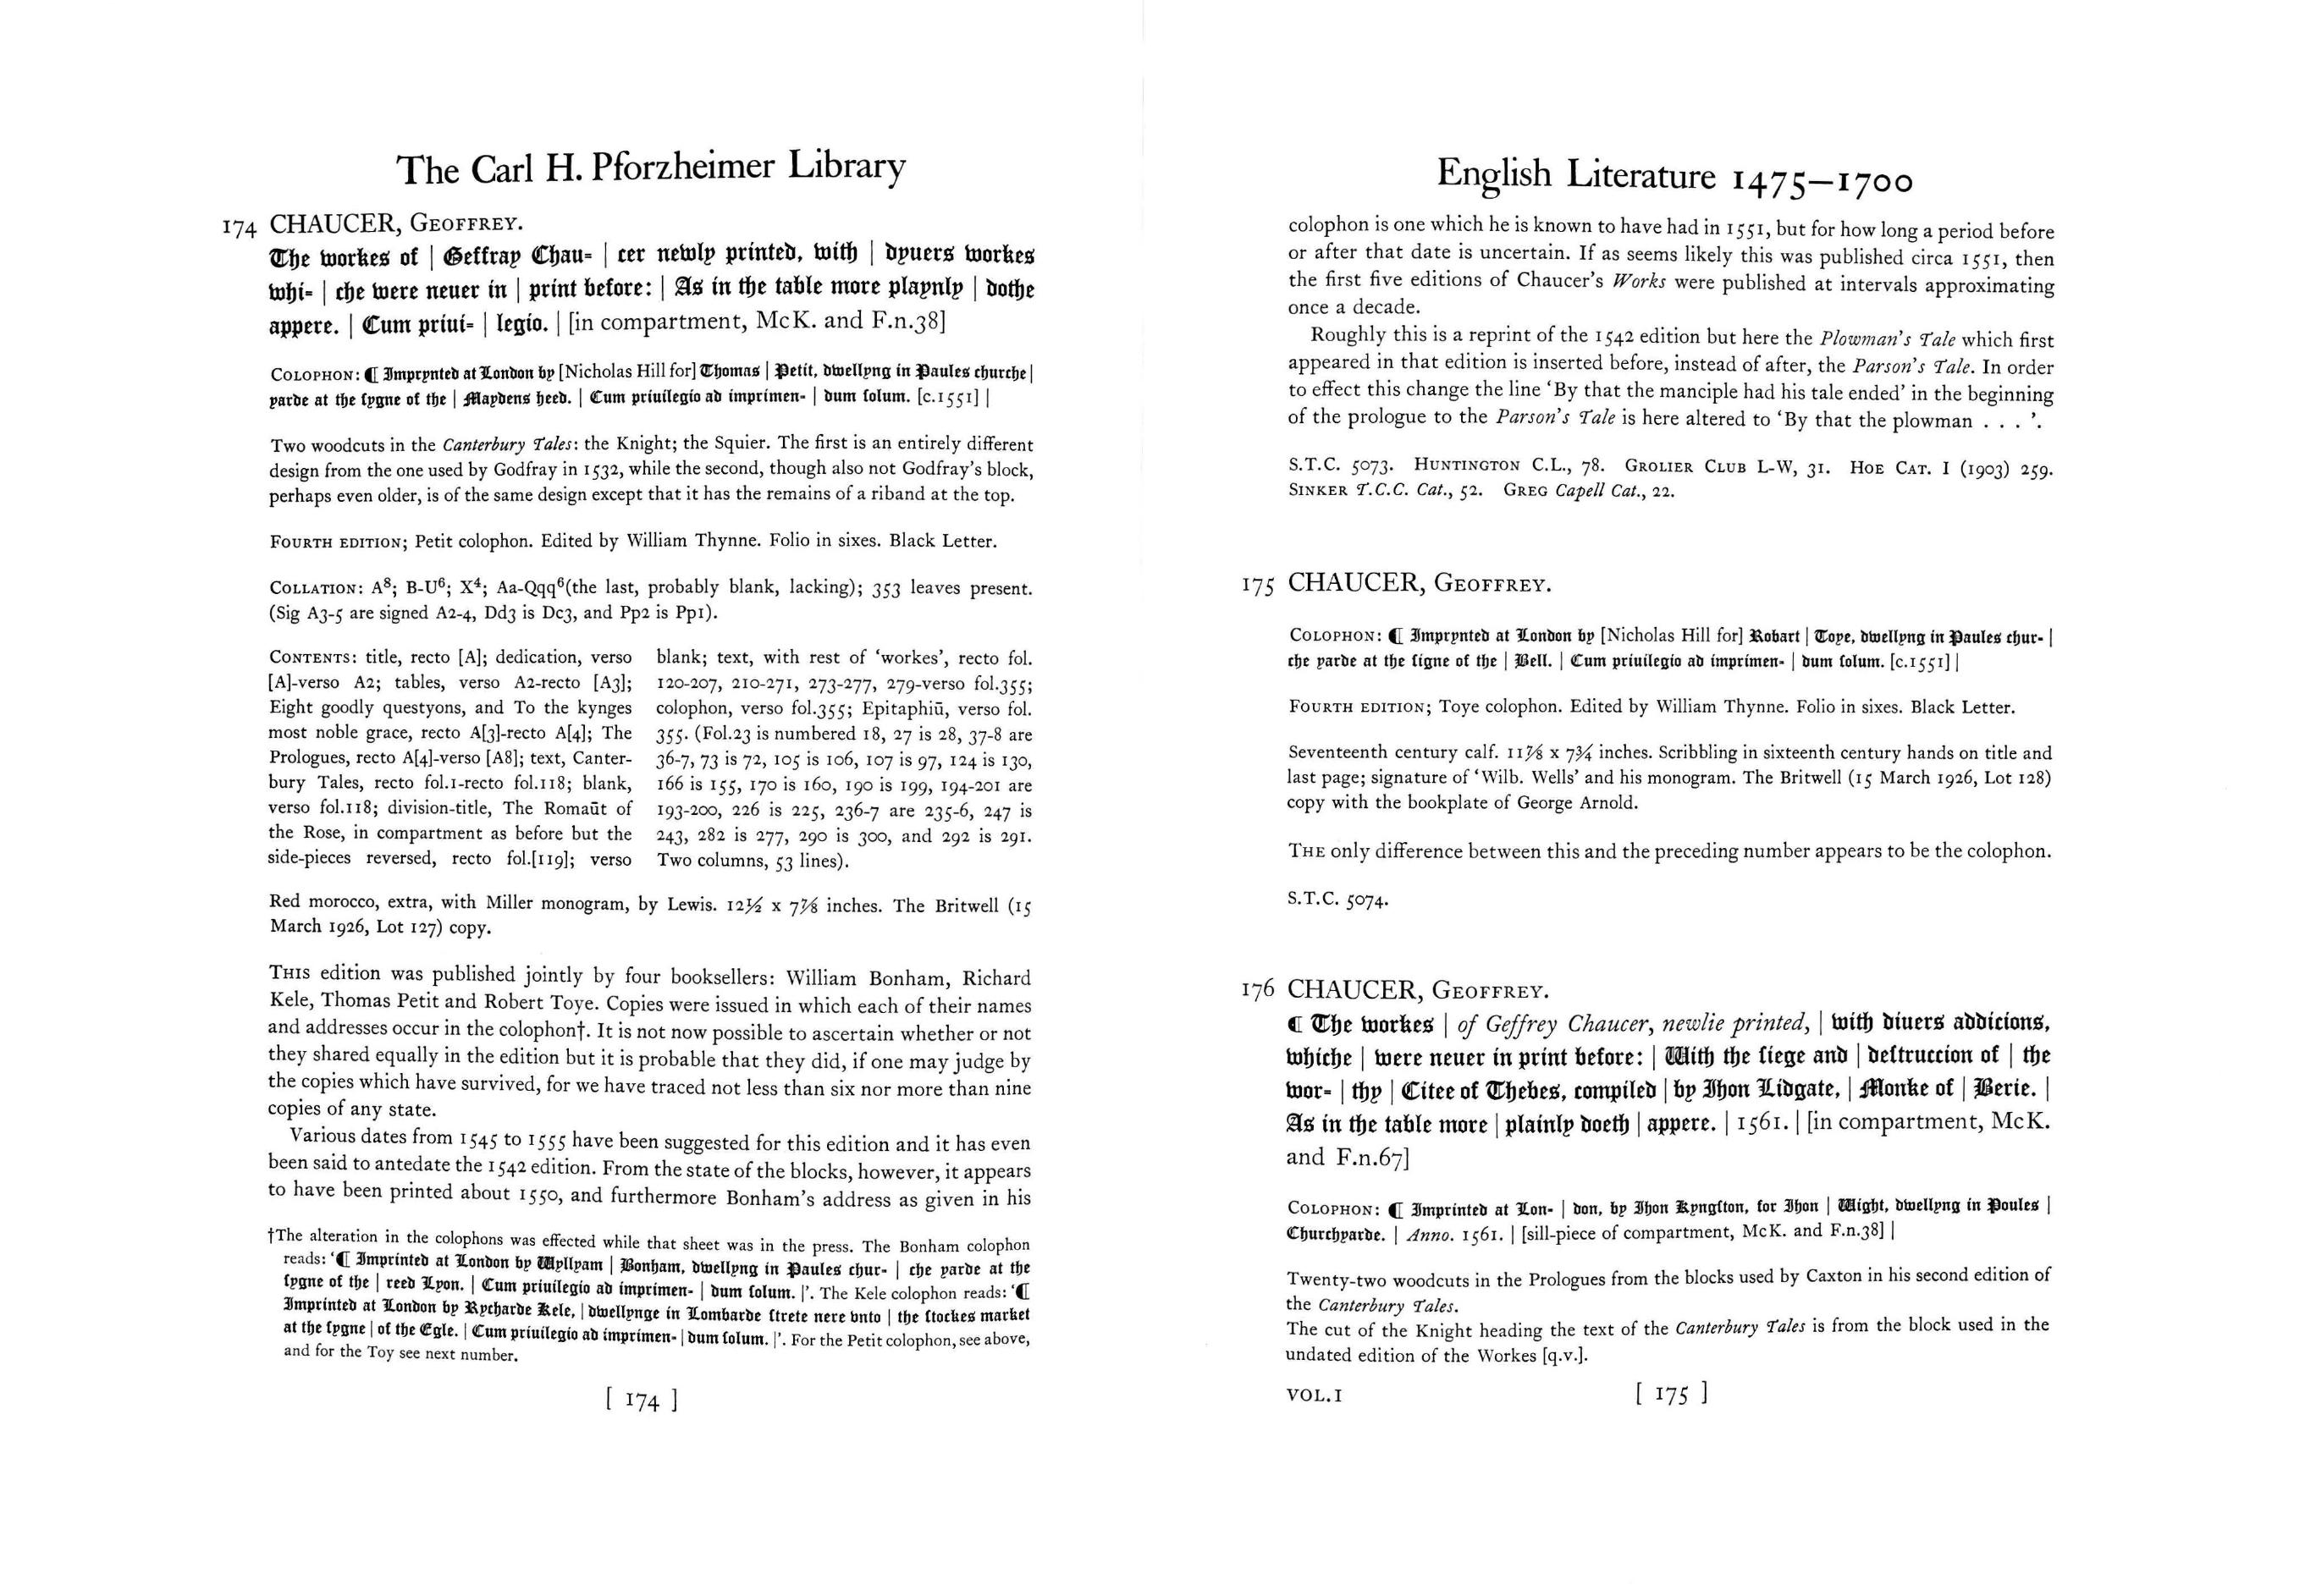 The Carl H. Pforzheimer Library
174 CHAUCER, GEOFFREY.
The workes of | Geffray Chau- | cer newly printed, with | dyuers workes
whi- | che were neuer in | print before: | As in the table more playnly | dothe
appere. | Cum priui- | legio. | [in compartment, McK. and F.n.38]
COLOPHON: ¶ Imprynted at London by [Nicholas Hill for] Thomas | Petit, dwellyng in Paules churche |
yarde at the ſygne of the | Maydens heed. | Cum priuilegio ad imprimen- | dum ſolum. [c.1551] |
Two woodcuts in the Canterbury Tales: the Knight; the Squier. The first is an entirely different
design from the one used by Godfray in 1532, while the second, though also not Godfray's block,
perhaps even older, is of the same design except that it has the remains of a riband at the top.
FOURTH EDITION; Petit colophon. Edited by William Thynne. Folio in sixes. Black Letter.
COLLATION: A⁸; B-U⁶; X⁴; Aa-Qqq⁶(the last, probably blank, lacking); 353 leaves present.
(Sig A3-5 are signed A2-4, Dd3 is Dc3, and Pp2 is Pp1).
CONTENTS: title, recto [A]; dedication, verso
[A]-verso A2; tables, verso A2-recto [A3];
Eight goodly questyons, and To the kynges
most noble grace, recto A[3]-recto A[4]; The
Prologues, recto A[4]-verso [A8]; text, Canter-
bury Tales, recto fol.1-recto fol.118; blank,
verso fol.118; division-title, The Romaūt of
the Rose, in compartment as before but the
side-pieces reversed, recto fol.[119]; verso
blank; text, with rest of 'workes', recto fol.
120-207, 210-271, 273-277, 279-verso fol.355;
colophon, verso fol.355; Epitaphiū, verso fol.
355. (Fol.23 is numbered 18, 27 is 28, 37-8 are
36-7, 73 is 72, 105 is 106, 107 is 97, 124 is 130,
166 is 155, 170 is 160, 190 is 199, 194-201 are
193-200, 226 is 225, 236-7 are 235-6, 247 is
243, 282 is 277, 290 is 300, and 292 is 291.
Two columns, 53 lines).
Red morocco, extra, with Miller monogram, by Lewis. 12½ x 7⅞ inches. The Britwell (15
March 1926, Lot 127) copy.
THIS edition was published jointly by four booksellers: William Bonham, Richard
Kele, Thomas Petit and Robert Toye. Copies were issued in which each of their names
and addresses occur in the colophon†. It is not now possible to ascertain whether or not
they shared equally in the edition but it is probable that they did, if one may judge by
the copies which have survived, for we have traced not less than six nor more than nine
copies of any state.
Various dates from 1545 to 1555 have been suggested for this edition and it has even
been said to antedate the 1542 edition. From the state of the blocks, however, it appears
to have been printed about 1550, and furthermore Bonham's address as given in his
†The alteration in the colophons was effected while that sheet was in the press. The Bonham colophon
reads: '¶ Imprinted at London by Wyllyam | Bonham, dwellyng in Paules chur- | che yarde at the
ſygne of the | reed Lyon. | Cum priuilegio ad imprimen- | dum ſolum. |'. The Kele colophon reads: '¶
Imprinted at London by Rycharde Kele, | dwellynge in Lombarde ſtrete nere vnto | the ſtockes market
at the ſygne | of the Egle. | Cum priuilegio ad imprimen- | dum ſolum. |'. For the Petit colophon, see above,
and for the Toy see next number.
[ 174 ]
English Literature 1475–1700
colophon is one which he is known to have had in 1551, but for how long a period before
or after that date is uncertain. If as seems likely this was published circa 1551, then
the first five editions of Chaucer's Works were published at intervals approximating
once a decade.
Roughly this is a reprint of the 1542 edition but here the Plowman's Tale which first
appeared in that edition is inserted before, instead of after, the Parson's Tale. In order
to effect this change the line 'By that the manciple had his tale ended' in the beginning
of the prologue to the Parson's Tale is here altered to 'By that the plowman . . . '.
S.T.C. 5073. HUNTINGTON C.L., 78. GROLIER CLUB L-W, 31. HOE CAT. I (1903) 259.
SINKER T.C.C. Cat., 52. GREG Capell Cat., 22.
175 CHAUCER, GEOFFREY.
COLOPHON: ¶ Imprynted at London by [Nicholas Hill for] Robart | Toye, dwellyng in Paules chur- |
che yarde at the ſigne of the | Bell. | Cum priuilegio ad imprimen- | dum ſolum. [c.1551] |
FOURTH EDITION; Toye colophon. Edited by William Thynne. Folio in sixes. Black Letter.
Seventeenth century calf. 11⅞ x 7¾ inches. Scribbling in sixteenth century hands on title and
last page; signature of 'Wilb. Wells' and his monogram. The Britwell (15 March 1926, Lot 128)
copy with the bookplate of George Arnold.
THE only difference between this and the preceding number appears to be the colophon.
S.T.C. 5074.
176 CHAUCER, GEOFFREY.
¶ The workes | of Geffrey Chaucer, newlie printed, | with diuers addicions,
whiche | were neuer in print before: | With the ſiege and | deſtruccion of | the
wor- | thy | Citee of Thebes, compiled | by Jhon Lidgate, | Monke of | Berie. |
As in the table more | plainly doeth | appere. | 1561. | [in compartment, McK.
and F.n.67]
COLOPHON: ¶ Imprinted at Lon- | don, by Jhon Kyngſton, for Jhon | Wight, dwellyng in Poules |
Churchyarde. | Anno. 1561. | [sill-piece of compartment, McK. and F.n.38] |
Twenty-two woodcuts in the Prologues from the blocks used by Caxton in his second edition of
the Canterbury Tales.
The cut of the Knight heading the text of the Canterbury Tales is from the block used in the
undated edition of the Workes [q.v.].
VOL.I
[ 175 ]